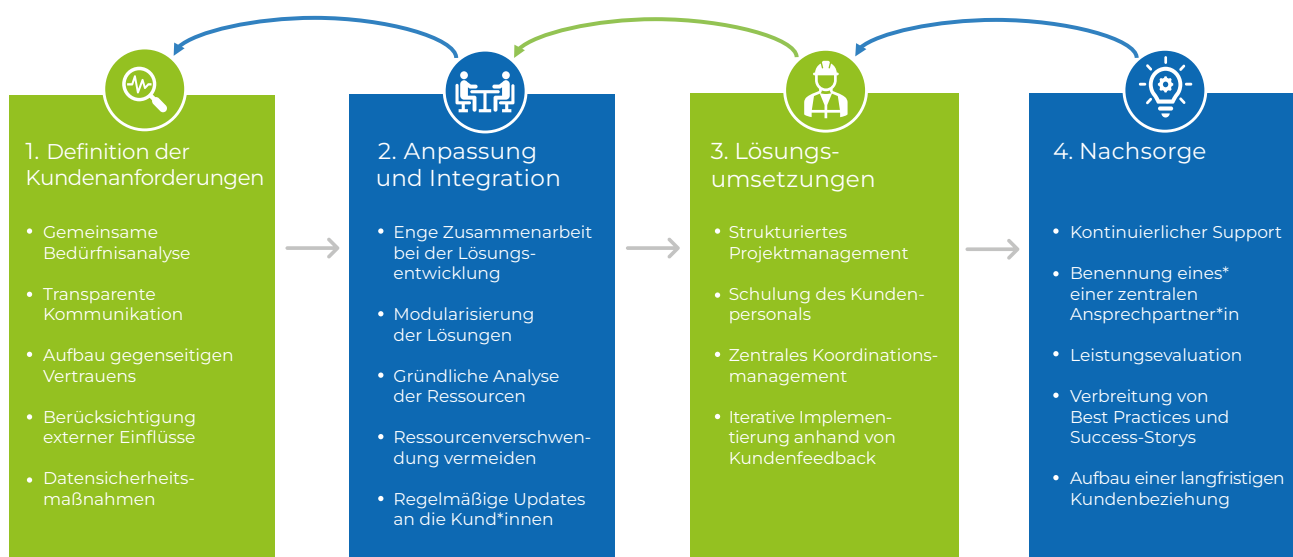 1. Definition der
Kundenanforderungen
• Gemeinsame
Bedürfnisanalyse
• Transparente
Kommunikation
• Aufbau gegenseitigen
Vertrauens
• Berücksichtigung
externer Einflüsse
• Datensicherheits-
maßnahmen
2. Anpassung
und Integration
• Enge Zusammenarbeit
bei der Lösungs-
entwicklung
• Modularisierung
der Lösungen
• Gründliche Analyse
der Ressourcen
• Ressourcenverschwen-
dung vermeiden
• Regelmäßige Updates
an die Kund*innen
3. Lösungs-
umsetzungen
• Strukturiertes
Projektmanagement
• Schulung des Kunden-
personals
• Zentrales Koordinations-
management
• Iterative Implemen-
tierung anhand von
Kundenfeedback
4. Nachsorge
• Kontinuierlicher Support
• Benennung eines*
einer zentralen
Ansprechpartner*in
• Leistungsevaluation
• Verbreitung von
Best Practices und
Success-Storys
• Aufbau einer langfristigen
Kundenbeziehung